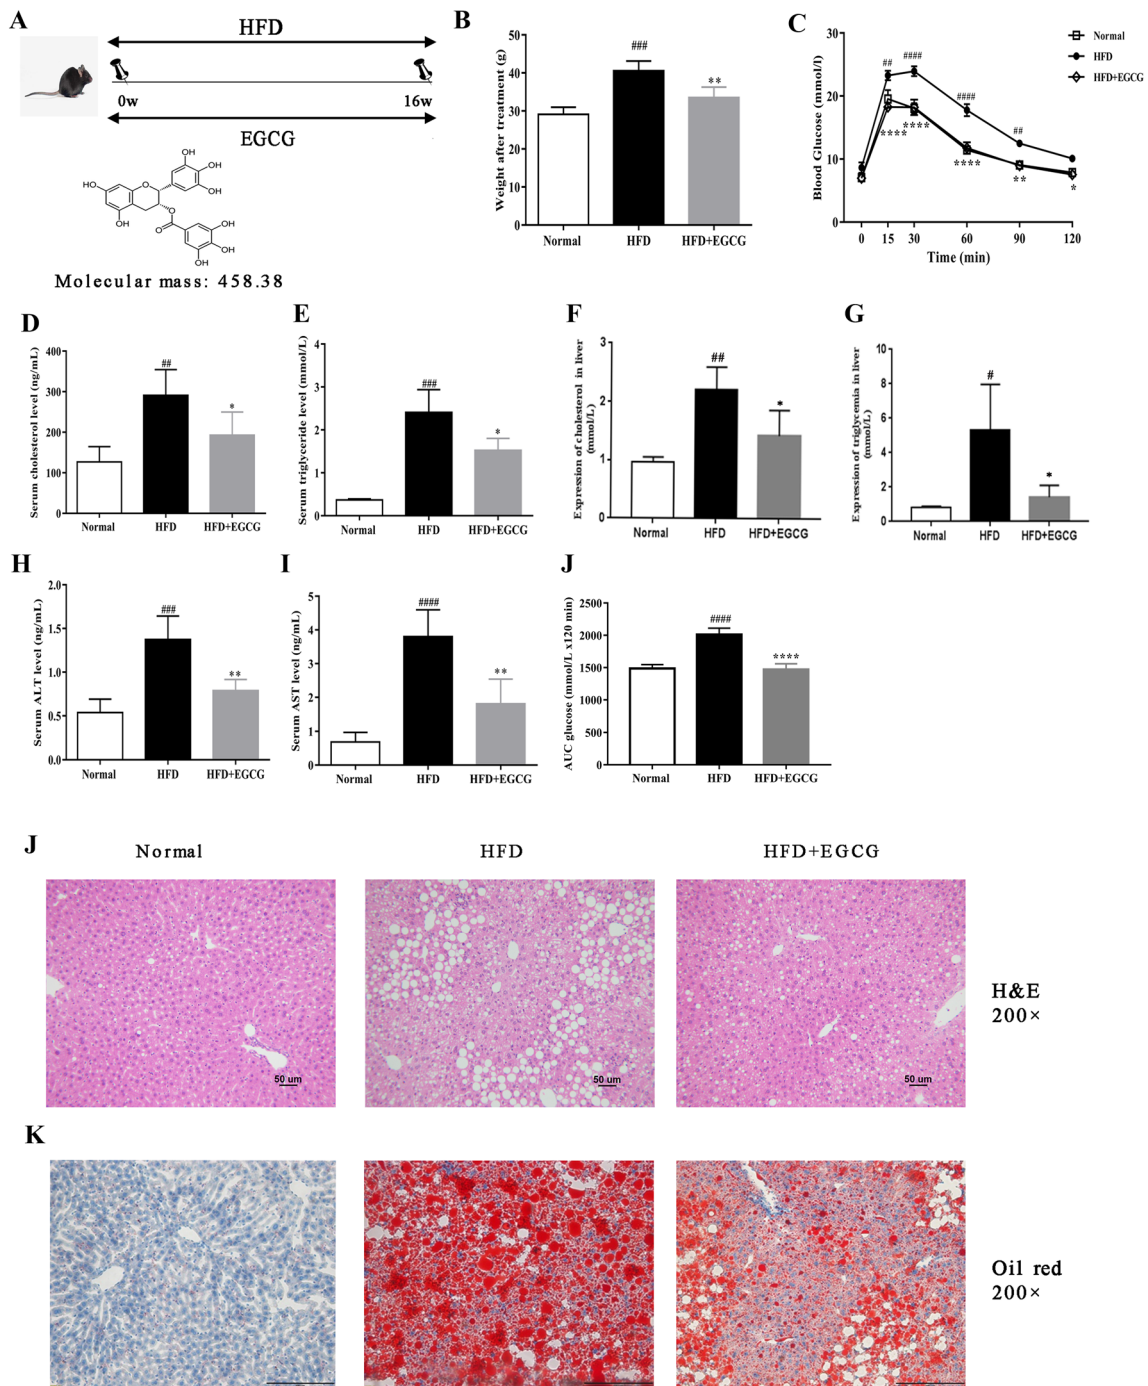 A
HFD
0w
16w
EGCG
OH
OH
HO
O
OH
O
OH
O
OH
OH
OH
Molecular mass: 458.38
B
Weight after treatment (g)
50
40
30
20
10
0
###
**
Normal
HFD
HFD+EGCG
C
Blood Glucose (mmol/l)
30
20
10
0
##
####
####
##
****
****
****
**
*
0
15
30
60
90
120
Time (min)
Normal
HFD
HFD+EGCG
D
Serum cholesterol level (ng/mL)
400
300
200
100
0
##
*
Normal
HFD
HFD+EGCG
E
Serum triglyceride level (mmol/L)
4
3
2
1
0
###
*
Normal
HFD
HFD+EGCG
F
Expression of cholesterol in liver
(mmol/L)
3
2
1
0
##
*
Normal
HFD
HFD+EGCG
G
Expression of triglycemia in liver
(mmol/L)
10
8
6
4
2
0
#
*
Normal
HFD
HFD+EGCG
H
Serum ALT level (ng/mL)
2.0
1.5
1.0
0.5
0.0
###
**
Normal
HFD
HFD+EGCG
I
Serum AST level (ng/mL)
5
4
3
2
1
0
####
**
Normal
HFD
HFD+EGCG
J
AUC glucose (mmol/L x120 min)
2500
2000
1500
1000
500
0
####
****
Normal
HFD
HFD+EGCG
J
Normal
HFD
HFD+EGCG
50 um
50 um
50 um
H&E
200×
K
Oil red
200×